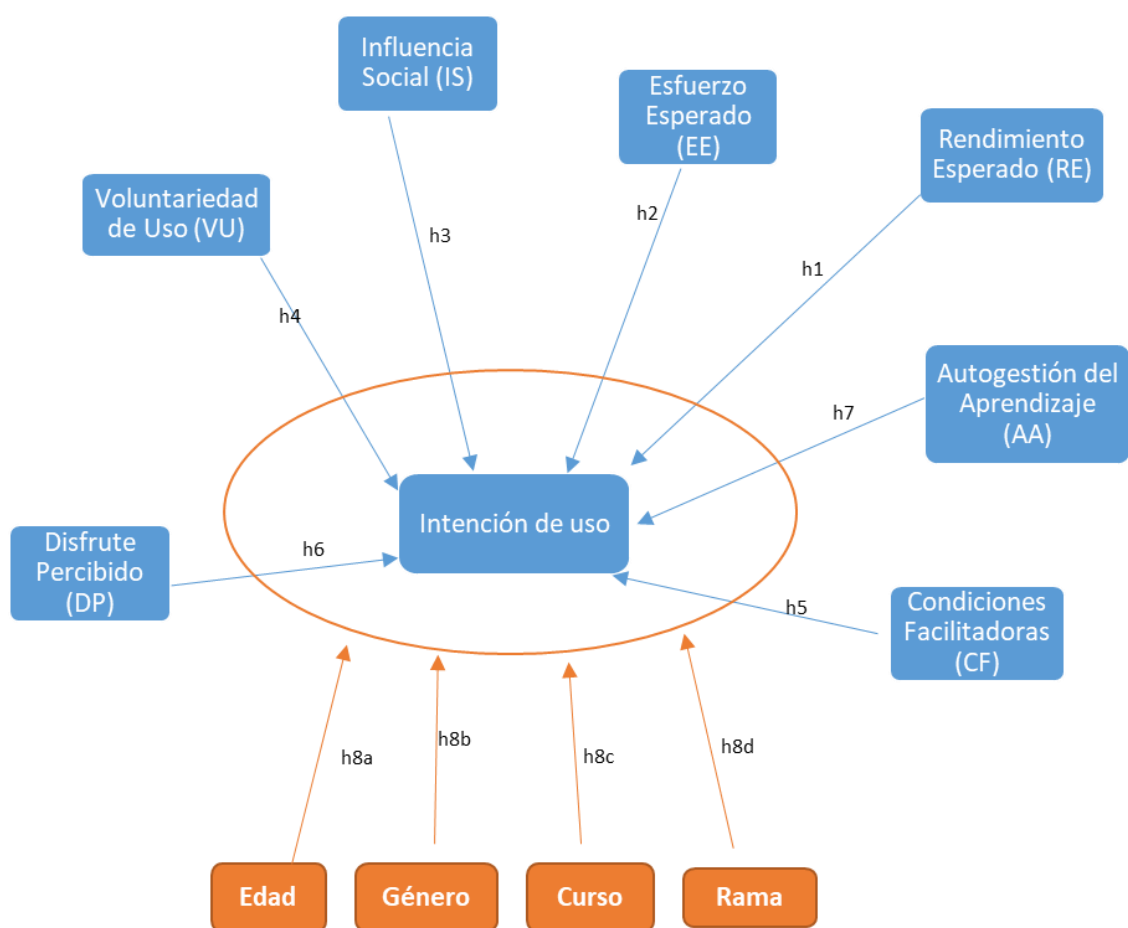 Influencia
Social (IS)
Esfuerzo
Esperado
(EE)
Rendimiento
Esperado (RE)
Voluntariedad
de Uso (VU)
h3
h2
h1
h4
Autogestión del
Aprendizaje
(AA)
h7
Intención de uso
Disfrute
Percibido
(DP)
h6
h5
Condiciones
Facilitadoras
(CF)
h8a
h8b
h8c
h8d
Edad
Género
Curso
Rama